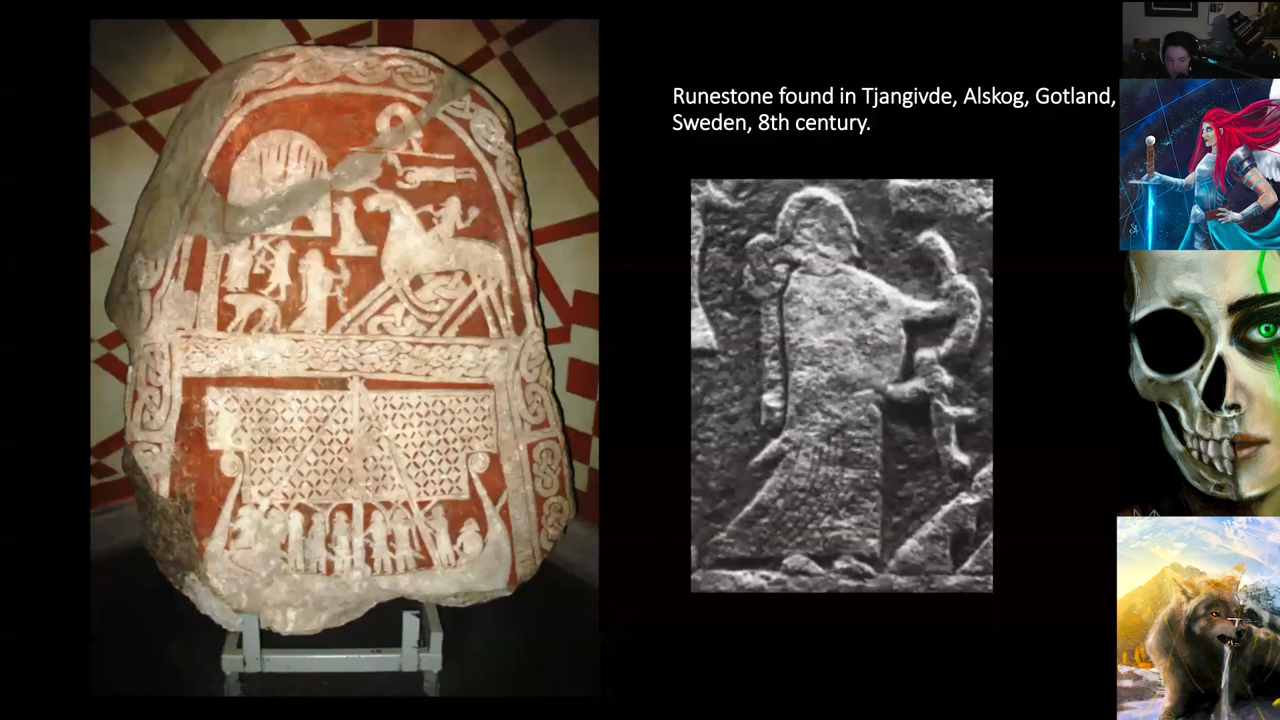 Runestone found in Tjangivde, Alskog, Gotland,
Sweden, 8th century.